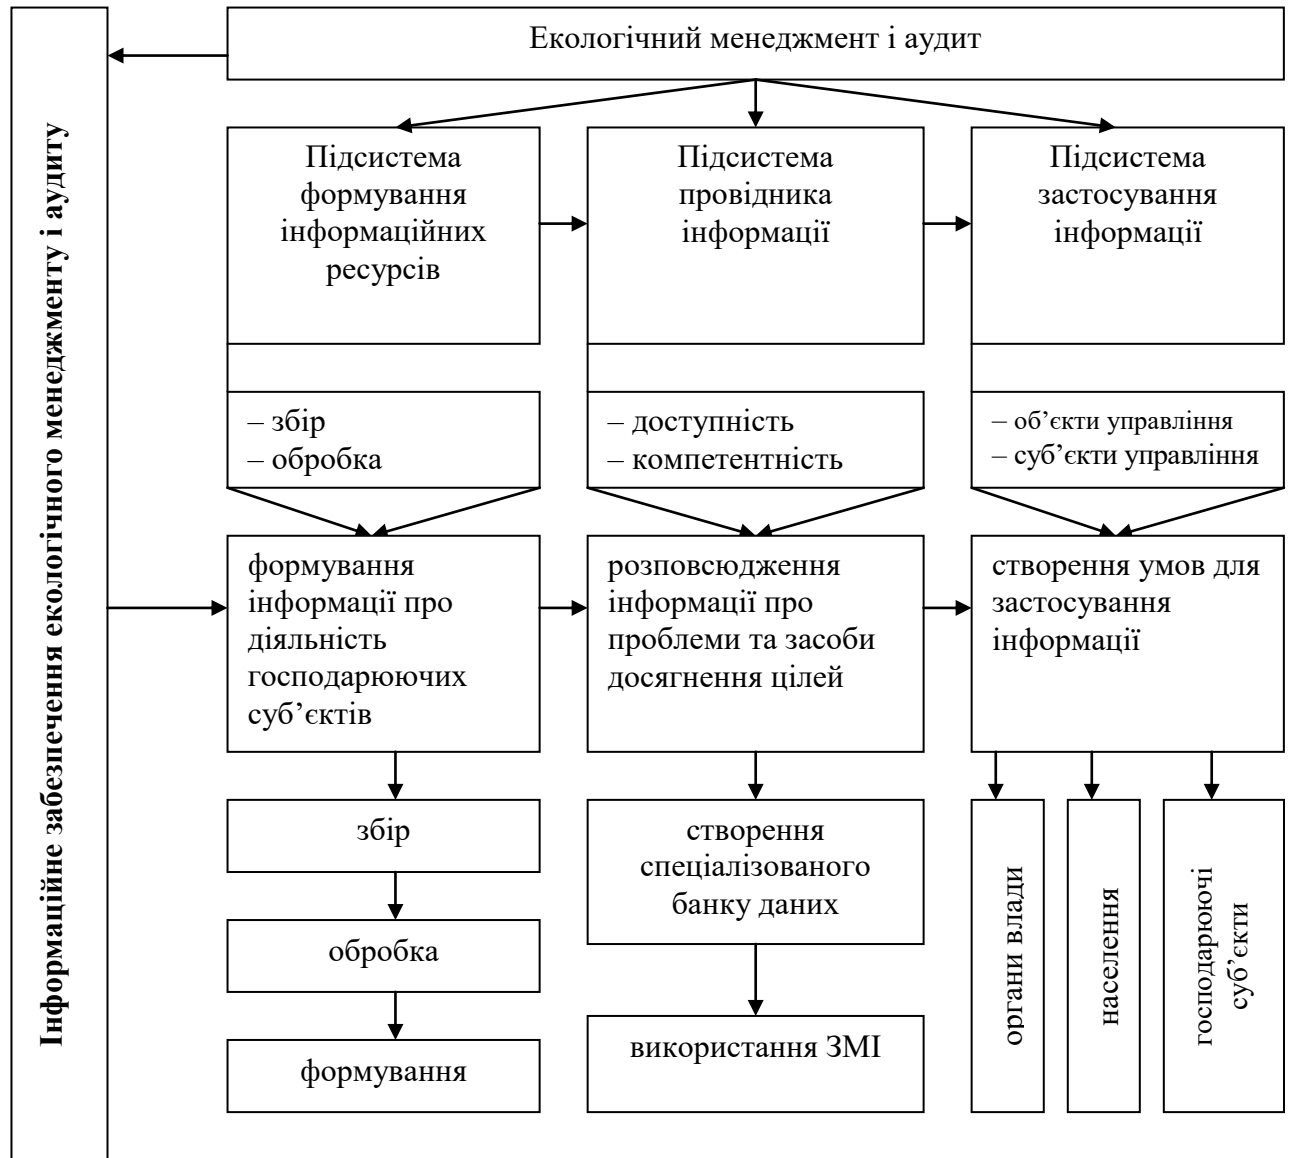 Екологічний менеджмент і аудит
Інформаційне забезпечення екологічного менеджменту і аудиту
Підсистема
формування
інформаційних
ресурсів
Підсистема
провідника
інформації
Підсистема
застосування
інформації
– збір
– обробка
– доступність
– компетентність
– об’єкти управління
– суб’єкти управління
формування
інформації про
діяльність
господарюючих
суб’єктів
розповсюдження
інформації про
проблеми та засоби
досягнення цілей
створення умов для
застосування
інформації
збір
обробка
формування
створення
спеціалізованого
банку даних
використання ЗМІ
органи влади
населення
господарюючі
суб’єкти